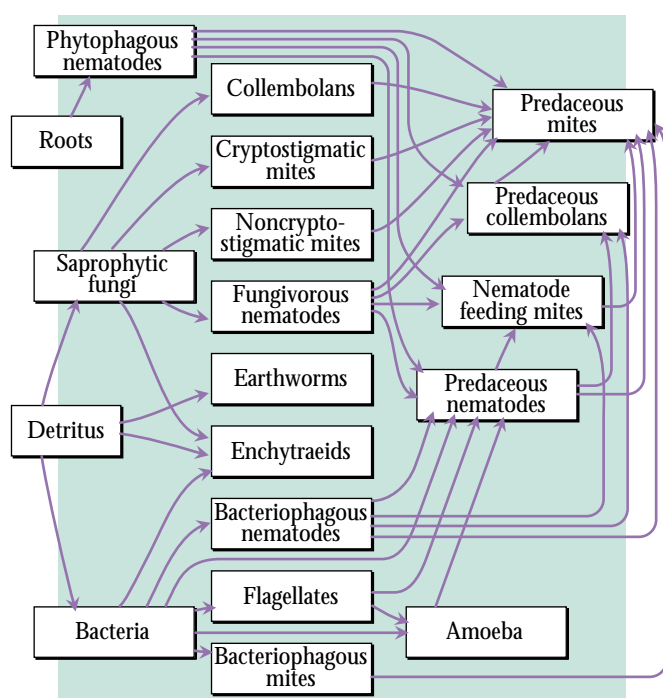 Phytophagous
nematodes
Roots
Saprophytic
fungi
Detritus
Bacteria
Collembolans
Cryptostigmatic
mites
Noncrypto-
stigmatic mites
Fungivorous
nematodes
Earthworms
Enchytraeids
Bacteriophagous
nematodes
Flagellates
Bacteriophagous
mites
Predaceous
mites
Predaceous
collembolans
Nematode
feeding mites
Predaceous
nematodes
Amoeba